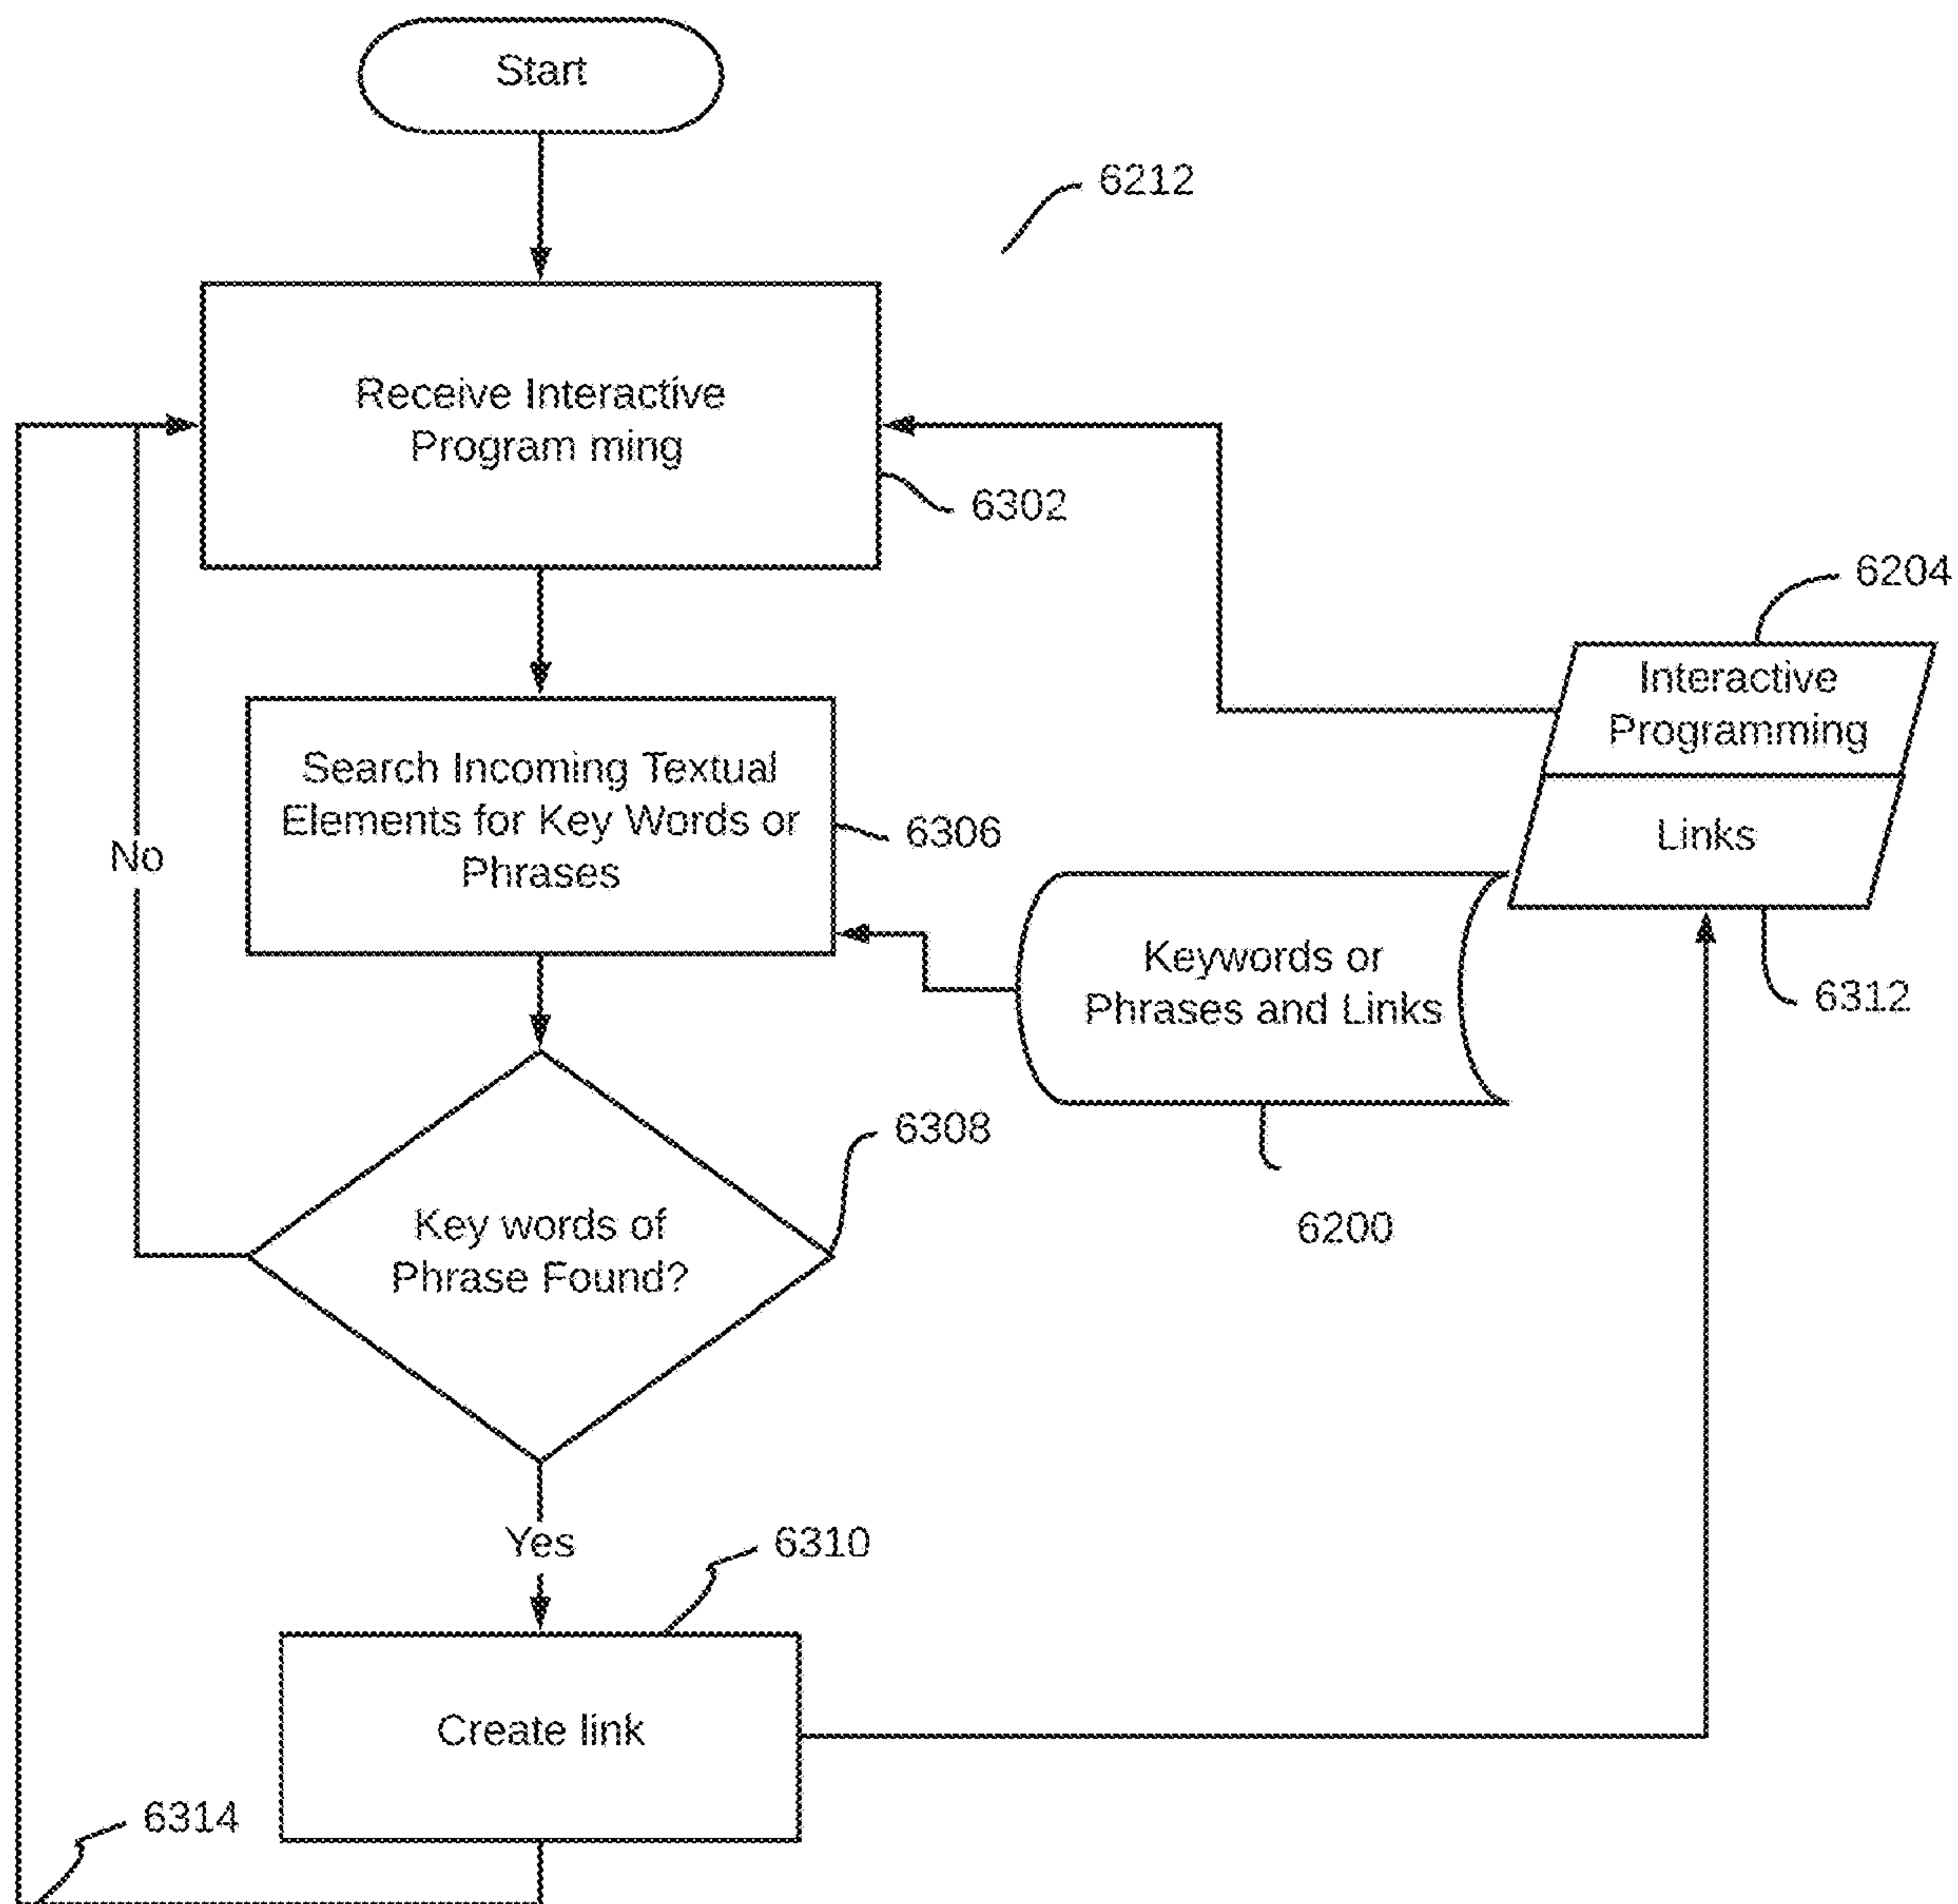 Start
6212
Receive Interactive
Program ming
6302
6204
Interactive
Programming
Links
6312
Search Incoming Textual
Elements for Key Words or
Phrases
6306
No
Keywords or
Phrases and Links
6200
6308
Key words of
Phrase Found?
Yes
6310
Create link
6314